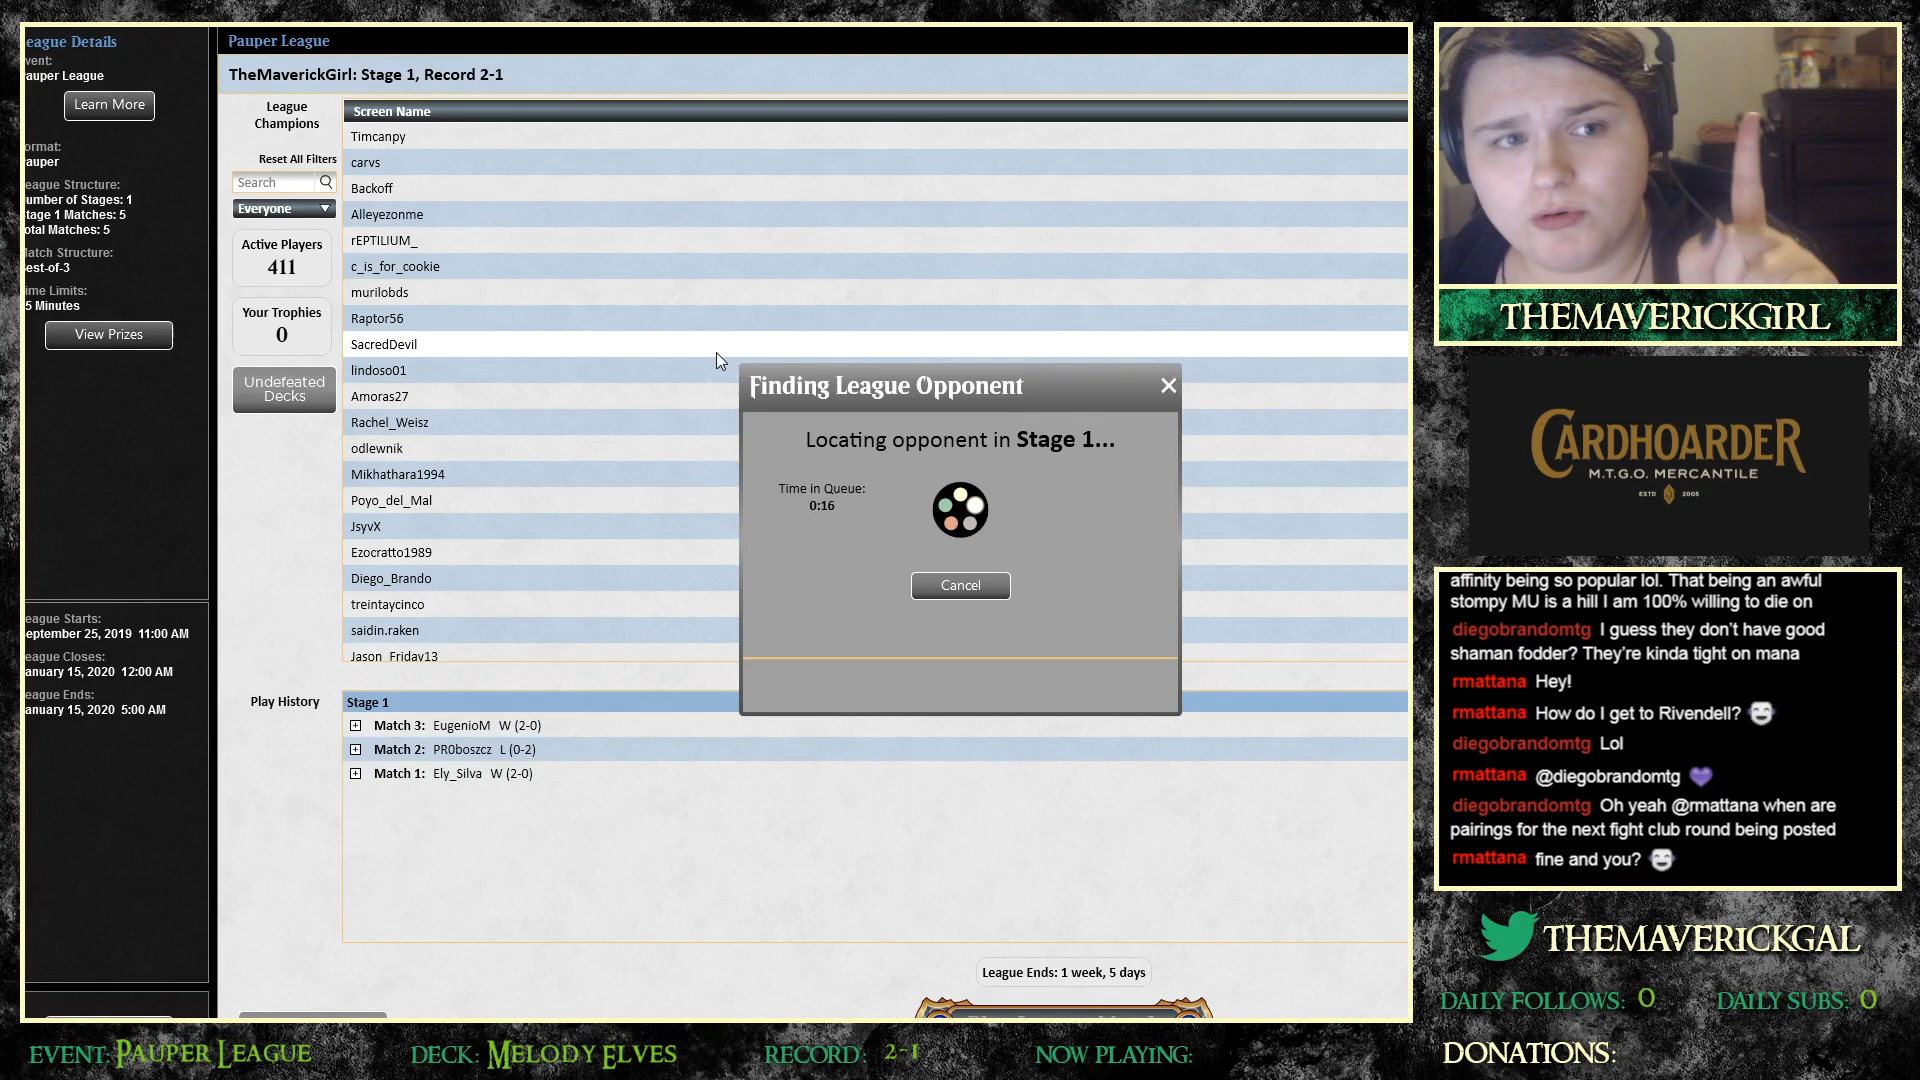 eague Details
vent:
auper League
Learn More
ormat:
auper
eague Structure:
umber of Stages: 1
tage 1 Matches: 5
otal Matches: 5
latch Structure:
est-of-3
ime Limits:
5 Minutes
View Prizes
eague Starts:
eptember 25, 2019 11:00 AM
eague Closes:
anuary 15, 2020 12:00 AM
eague Ends:
anuary 15, 2020 5:00 AM
Pauper League
TheMaverickGirl: Stage 1, Record 2-1
League
Champions
Reset All Filters
Search
Everyone
Active Players
411
Your Trophies
0
Undefeated
Decks
Screen Name
Timcanpy
carvs
Backoff
Alleyezonme
rEPTILIUM_
c_is_for_cookie
murilobds
Raptor56
SacredDevil
lindoso01
Amoras27
Rachel_Weisz
odlewnik
Mikhathara1994
Poyo_del_Mal
JsyvX
Ezocratto1989
Diego_Brando
treintaycinco
saidin.raken
Jason_Friday13
Finding League Opponent
Locating opponent in Stage 1...
Time in Queue:
0:16
Cancel
Play History
Stage 1
Match 3: EugenioM W (2-0)
Match 2: PR0boszcz L (0-2)
Match 1: Ely_Silva W (2-0)
League Ends: 1 week, 5 days
THEMAVERICKGIRL
CARDHOARDER
M.T.G.O. MERCANTILE
ESTD 2005
affinity being so popular lol. That being an awful
stompy MU is a hill I am 100% willing to die on
diegobrandomtg I guess they don't have good
shaman fodder? They're kinda tight on mana
rmattana Hey!
rmattana How do I get to Rivendell?
diegobrandomtg Lol
rmattana @diegobrandomtg
diegobrandomtg Oh yeah @rmattana when are
pairings for the next fight club round being posted
rmattana fine and you?
THEMAVERICKGAL
DAILY FOLLOWS: 0 DAILY SUBS: 0
EVENT: PAUPER LEAGUE DECK: MELODY ELVES RECORD: 2-1 NOW PLAYING: DONATIONS: